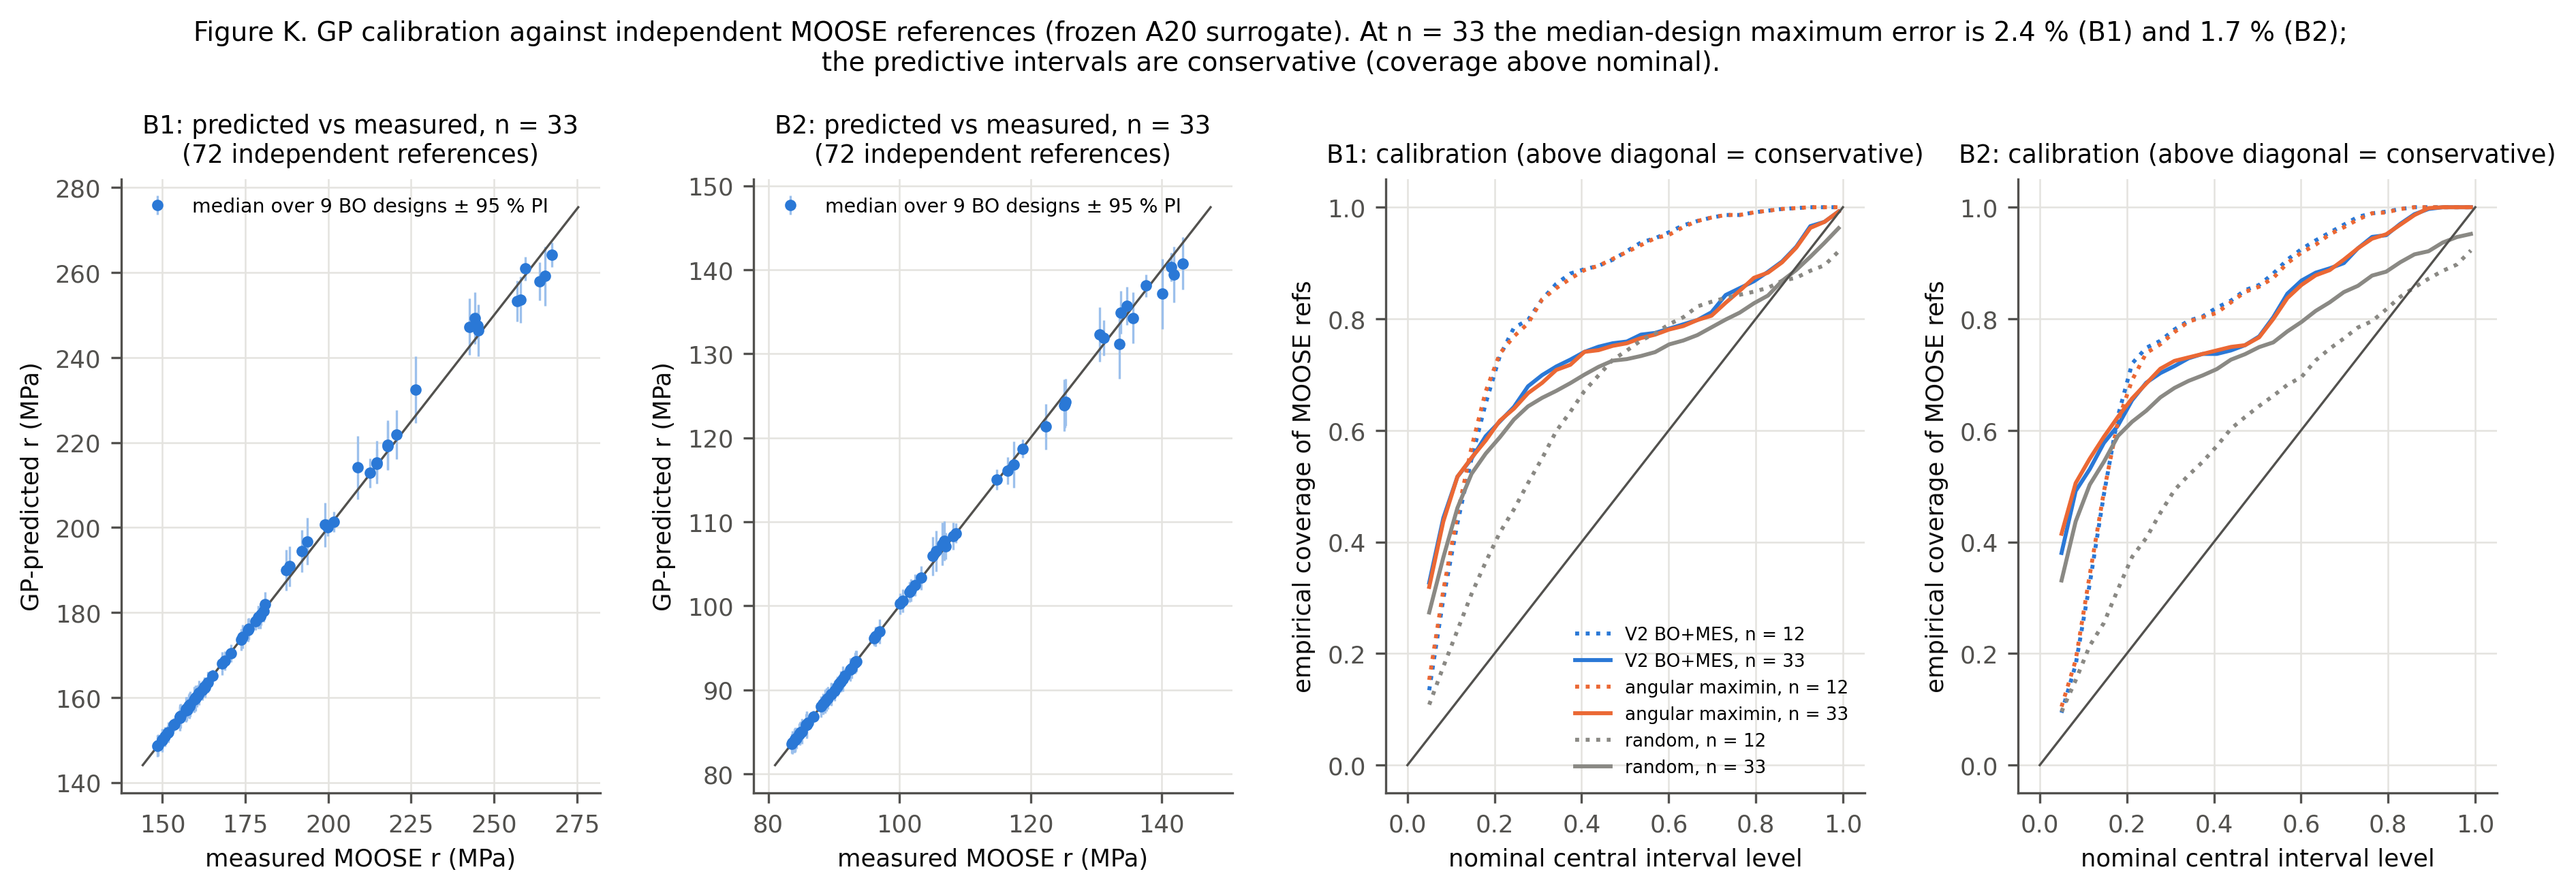 Figure K. GP calibration against independent MOOSE references (frozen A20 surrogate). At n = 33 the median-design maximum error is 2.4 % (B1) and 1.7 % (B2);
the predictive intervals are conservative (coverage above nominal).
B1: predicted vs measured, n = 33
(72 independent references)
280
260
240
220
200
180
160
140
GP-predicted r (MPa)
median over 9 BO designs ± 95 % PI
150
175
200
225
250
275
measured MOOSE r (MPa)
B2: predicted vs measured, n = 33
(72 independent references)
150
140
130
120
110
100
90
80
GP-predicted r (MPa)
median over 9 BO designs ± 95 % PI
80
100
120
140
measured MOOSE r (MPa)
B1: calibration (above diagonal = conservative)
1.0
0.8
0.6
0.4
0.2
0.0
empirical coverage of MOOSE refs
V2 BO+MES, n = 12
V2 BO+MES, n = 33
angular maximin, n = 12
angular maximin, n = 33
random, n = 12
random, n = 33
0.0
0.2
0.4
0.6
0.8
1.0
nominal central interval level
B2: calibration (above diagonal = conservative)
1.0
0.8
0.6
0.4
0.2
0.0
empirical coverage of MOOSE refs
0.0
0.2
0.4
0.6
0.8
1.0
nominal central interval level